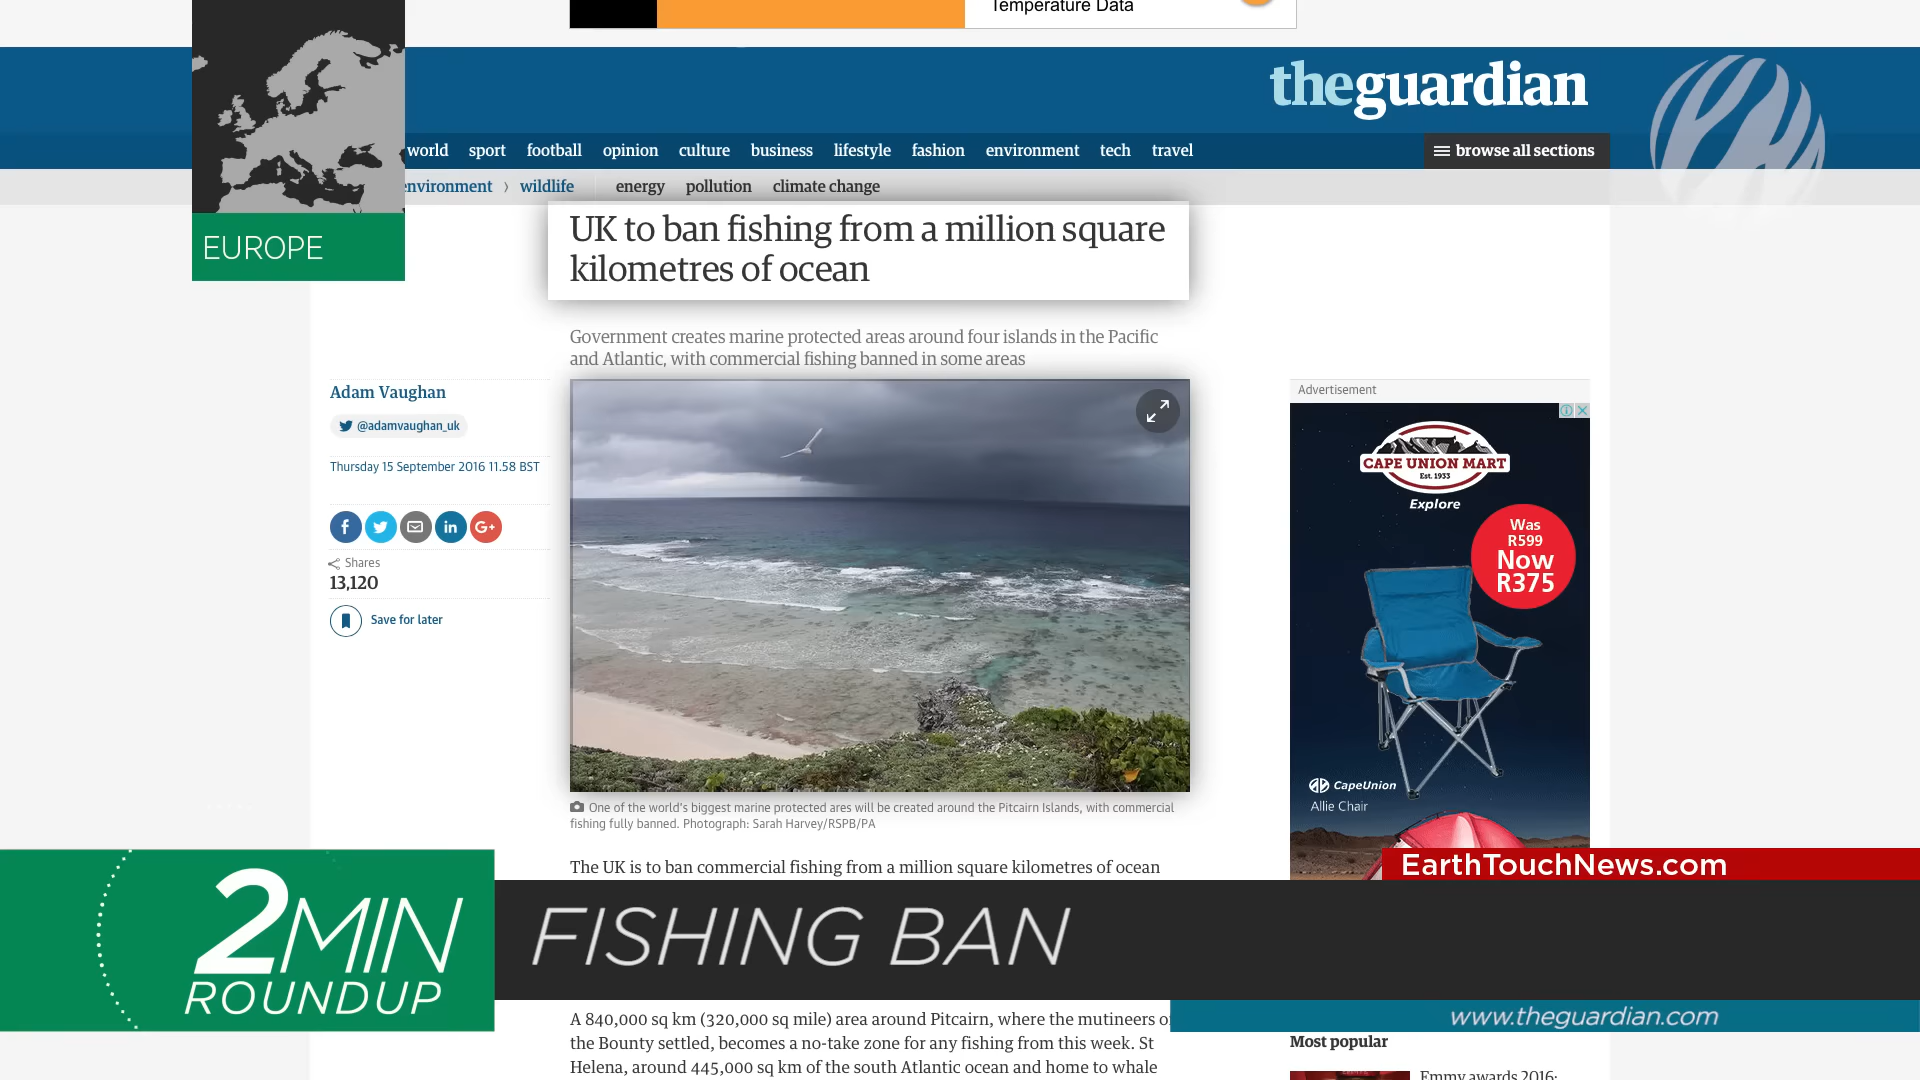 Temperature Data
theguardian
world sport football opinion culture business lifestyle fashion environment tech travel
browse all sections
environment › wildlife energy pollution climate change
EUROPE
UK to ban fishing from a million square
kilometres of ocean
Government creates marine protected areas around four islands in the Pacific
and Atlantic, with commercial fishing banned in some areas
Adam Vaughan
@adamvaughan_uk
Thursday 15 September 2016 11.58 BST
Shares
13,120
Save for later
Advertisement
CAPE UNION MART
Est. 1933
Explore
Was
R599
Now
R375
CapeUnion
Allie Chair
One of the world's biggest marine protected ares will be created around the Pitcairn Islands, with commercial
fishing fully banned. Photograph: Sarah Harvey/RSPB/PA
The UK is to ban commercial fishing from a million square kilometres of ocean
EarthTouchNews.com
2MIN
ROUNDUP
FISHING BAN
www.theguardian.com
A 840,000 sq km (320,000 sq mile) area around Pitcairn, where the mutineers
the Bounty settled, becomes a no-take zone for any fishing from this week. St
Helena, around 445,000 sq km of the south Atlantic ocean and home to whale
Most popular
Emmy awards 2016: